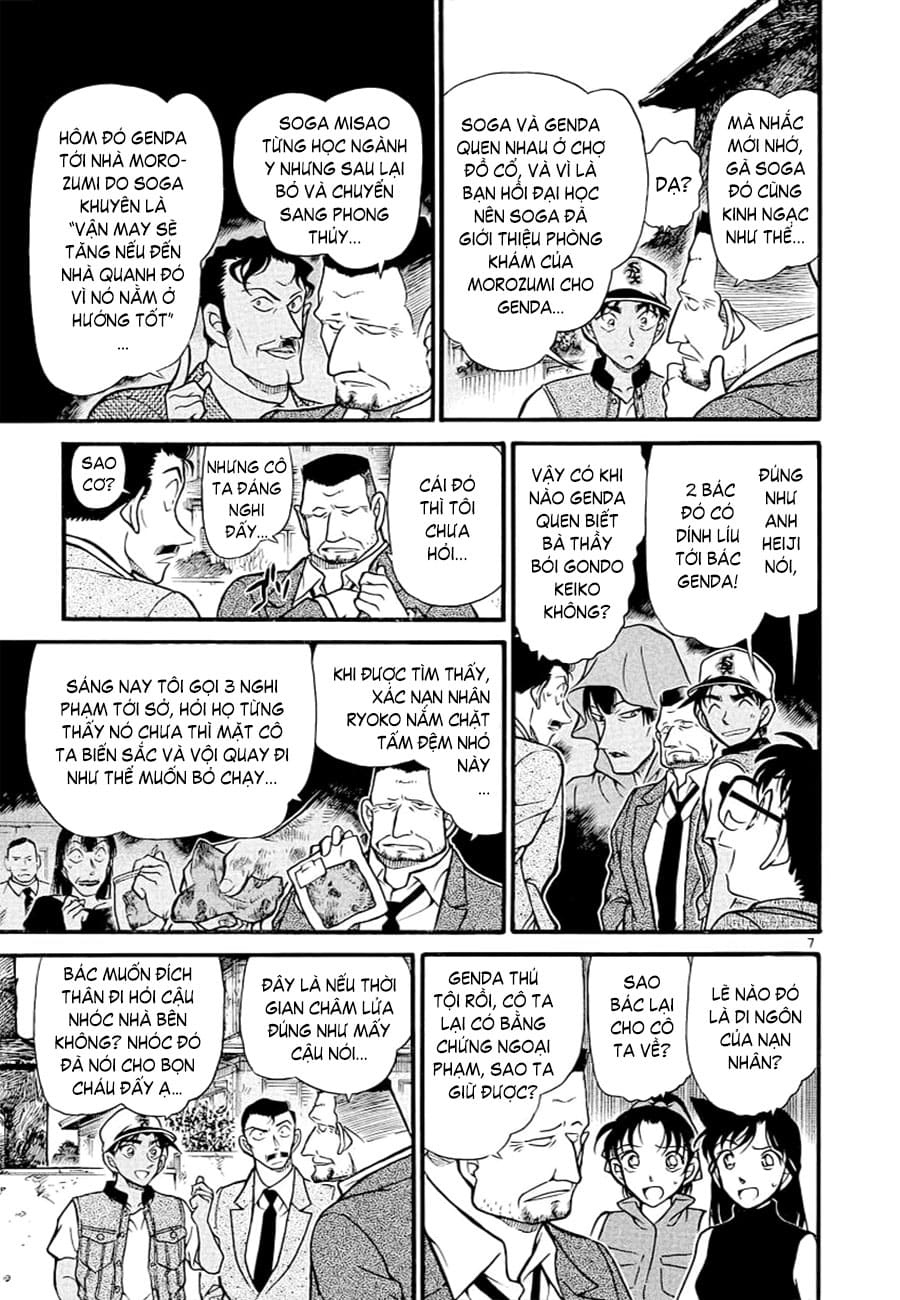 MÀ NHẮC
MỚI NHỚ,
GÃ SOGA
ĐÓ CŨNG
KINH NGẠC
NHƯ THẾ...
DẠ?
SOGA VÀ GENDA
QUEN NHAU Ở CHỢ
ĐỒ CỔ, VÀ VÌ LÀ
BẠN HỒI ĐẠI HỌC
NÊN SOGA ĐÃ
GIỚI THIỆU PHÒNG
KHÁM CỦA
MOROZUMI CHO
GENDA...
SOGA MISAO
TỪNG HỌC NGÀNH
Y NHƯNG SAU LẠI
BỎ VÀ CHUYỂN
SANG PHONG
THỦY...
HÔM ĐÓ GENDA
TỚI NHÀ MORO-
ZUMI DO SOGA
KHUYÊN LÀ
"VẬN MAY SẼ
TĂNG NẾU ĐẾN
NHÀ QUANH ĐÓ
VÌ NÓ NẰM Ở
HƯỚNG TỐT"
...
ĐÚNG
NHƯ
ANH
HEIJI
NÓI,
2 BÁC
ĐÓ CÓ
DÍNH LÍU
TỚI BÁC
GENDA!
VẬY CÓ KHI
NÀO GENDA
QUEN BIẾT
BÀ THẦY
BÓI GONDO
KEIKO
KHÔNG?
CÁI ĐÓ
THÌ TÔI
CHƯA
HỎI...
NHƯNG CÔ
TA ĐÁNG
NGHI
ĐẤY...
SAO
CƠ?
KHI ĐƯỢC TÌM THẤY,
XÁC NẠN NHÂN
RYOKO NẮM CHẶT
TẤM ĐỆM NHỎ
NÀY
...
SÁNG NAY TÔI GỌI 3 NGHI
PHẠM TỚI SỞ, HỎI HỌ TỪNG
THẤY NÓ CHƯA THÌ MẶT CÔ
TA BIẾN SẮC VÀ VỘI QUAY ĐI
NHƯ THỂ MUỐN BỎ CHẠY...
7
LẼ NÀO ĐÓ
LÀ DI NGÔN
CỦA NẠN
NHÂN?
SAO
BÁC LẠI
CHO CÔ
TA VỀ?
GENDA THÚ
TỘI RỒI, CÔ TA
LẠI CÓ BẰNG
CHỨNG NGOẠI
PHẠM, SAO TA
GIỮ ĐƯỢC?
ĐÂY LÀ NẾU THỜI
GIAN CHÂM LỬA
ĐÚNG NHƯ MẤY
CẬU NÓI...
BÁC MUỐN ĐÍCH
THÂN ĐI HỎI CẬU
NHÓC NHÀ BÊN
KHÔNG? NHÓC ĐÓ
ĐÃ NÓI CHO BỌN
CHÁU ĐẤY Ạ...